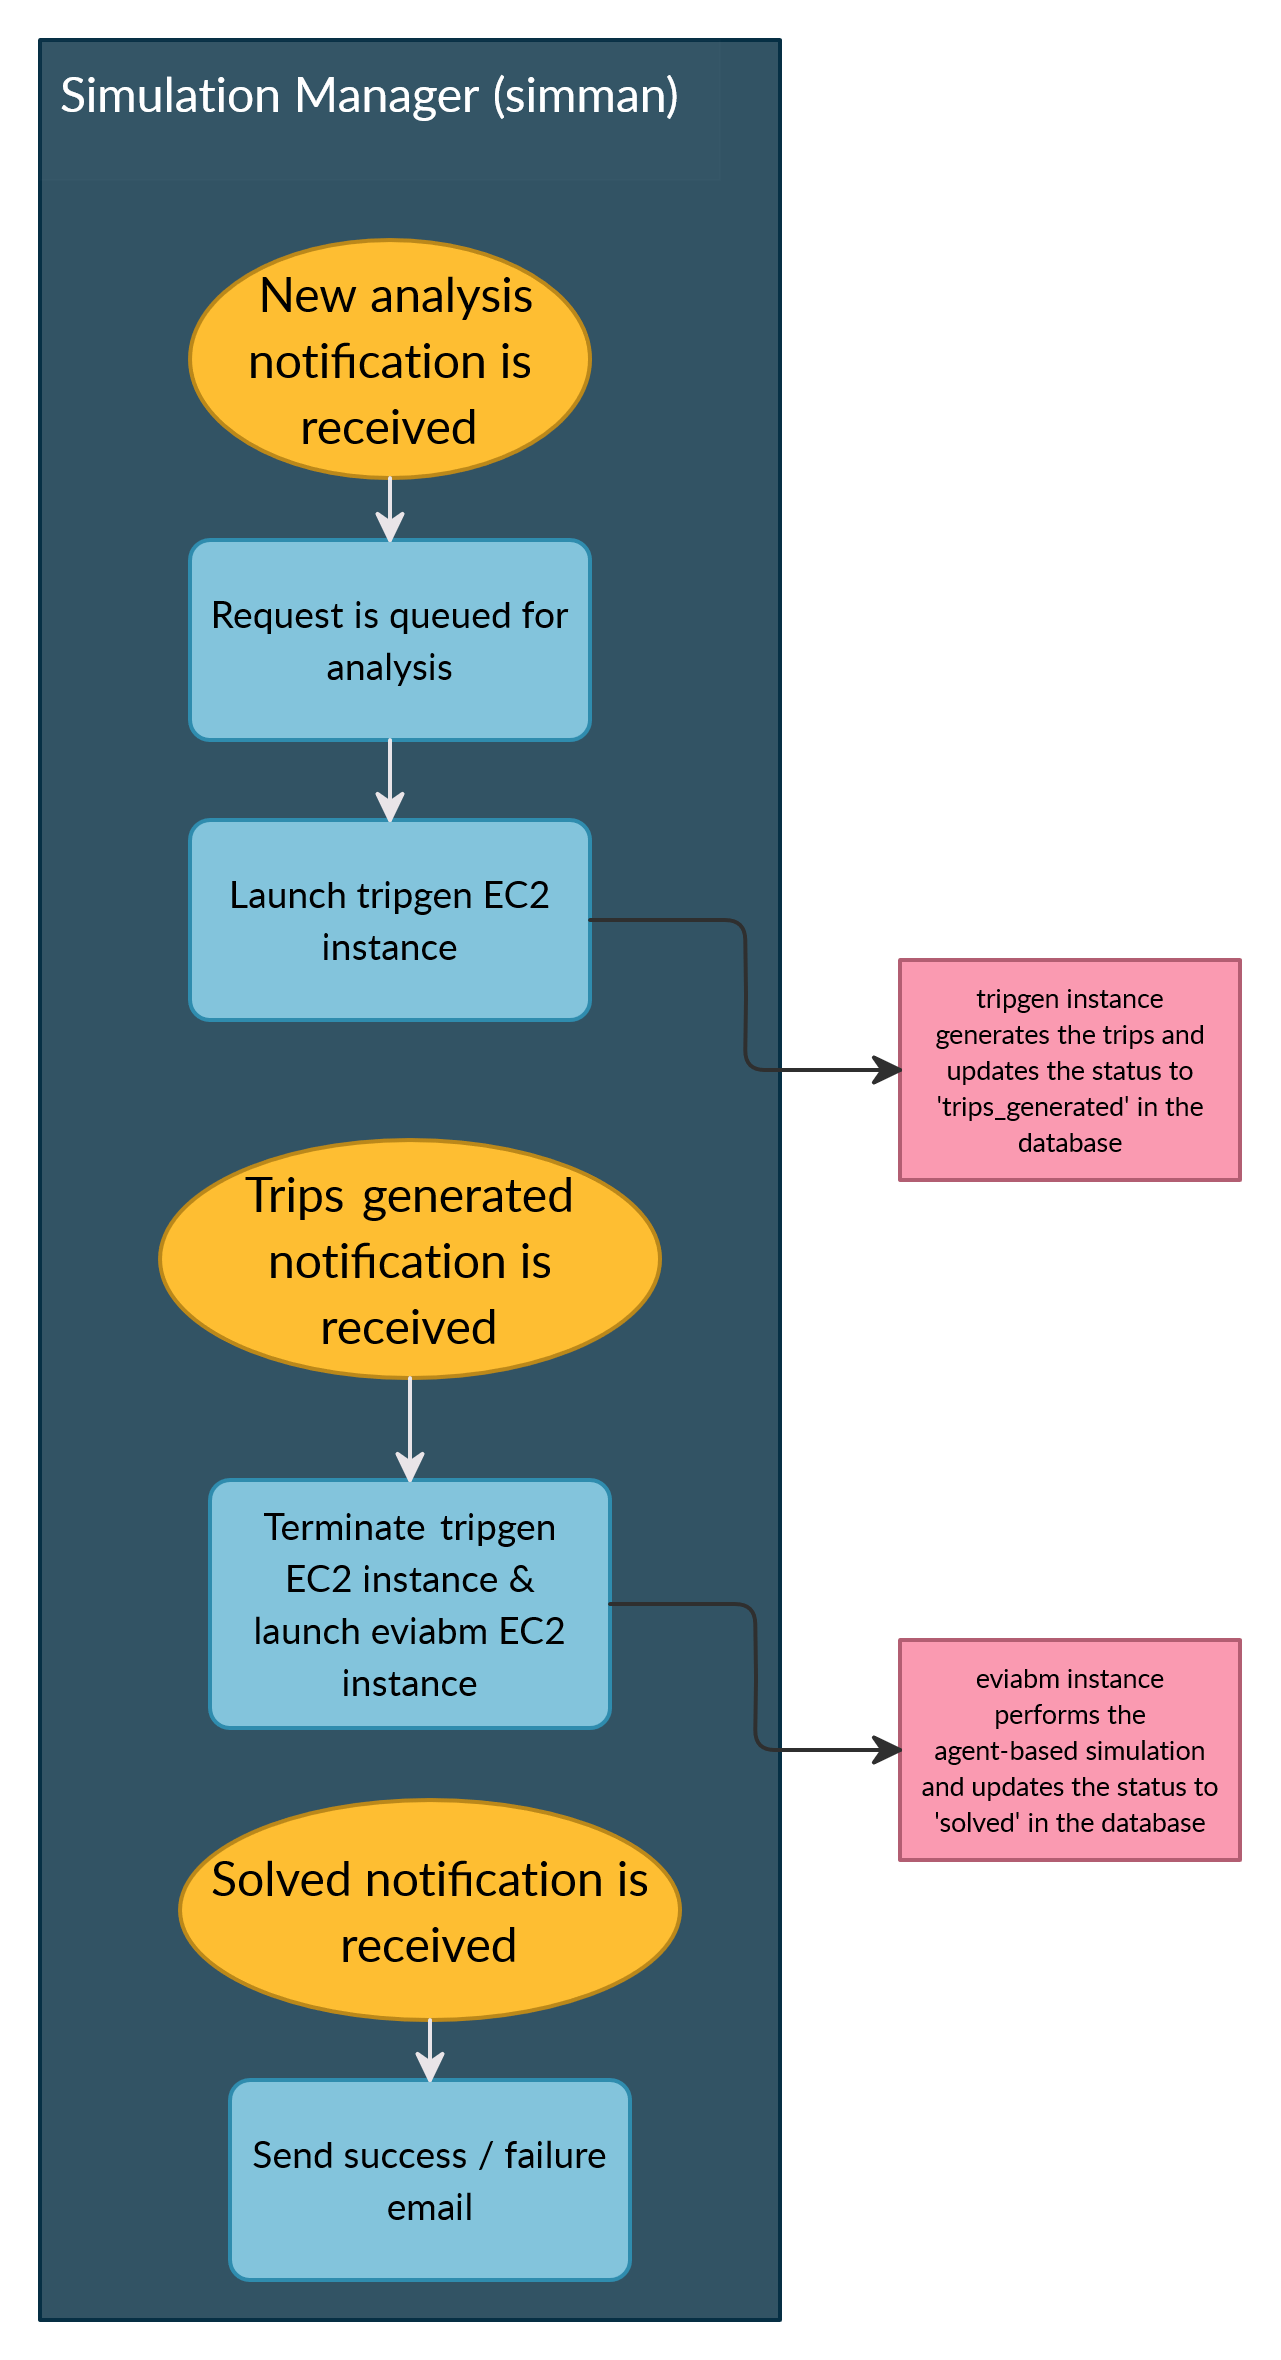 Simulation Manager (simman)
New analysis
notification is
received
Request is queued for
analysis
Launch tripgen EC2
instance
tripgen instance
generates the trips and
updates the status to
'trips_generated' in the
database
Trips generated
notification is
received
Terminate tripgen
EC2 instance &
launch eviabm EC2
instance
eviabm instance
performs the
agent-based simulation
and updates the status to
'solved' in the database
Solved notification is
received
Send success / failure
email